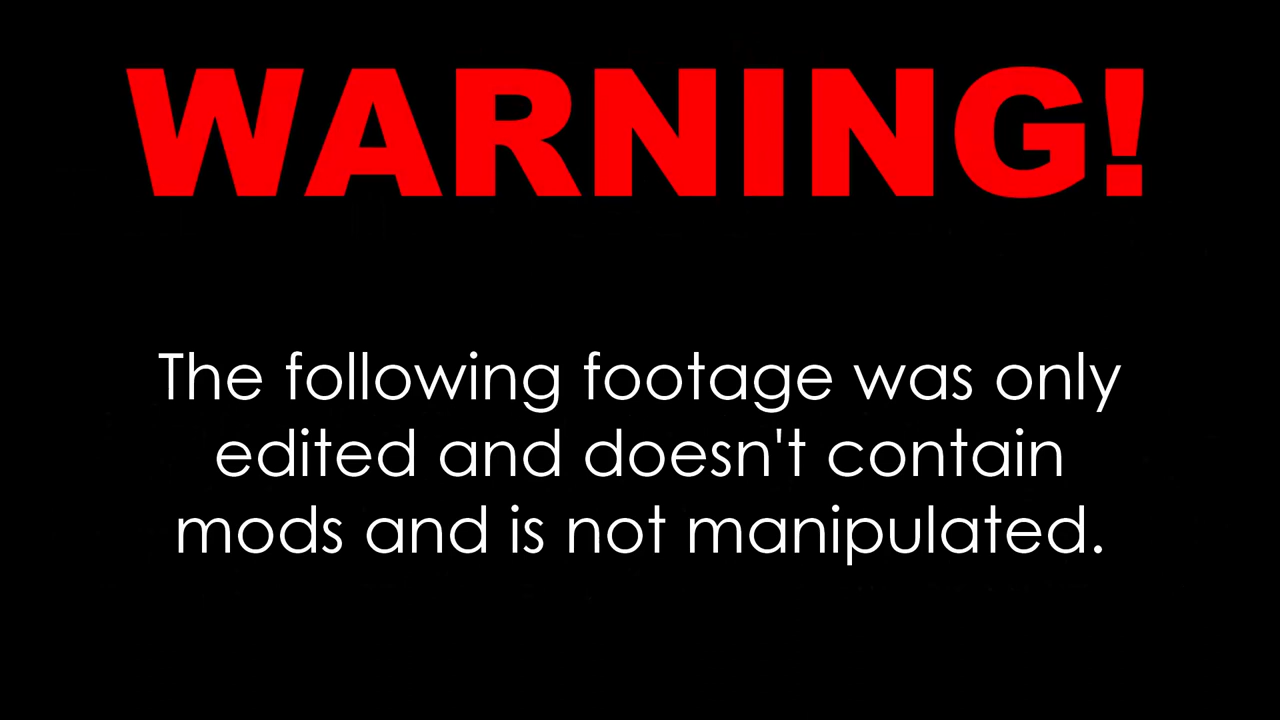 WARNING!
The following footage was only
edited and doesn't contain
mods and is not manipulated.